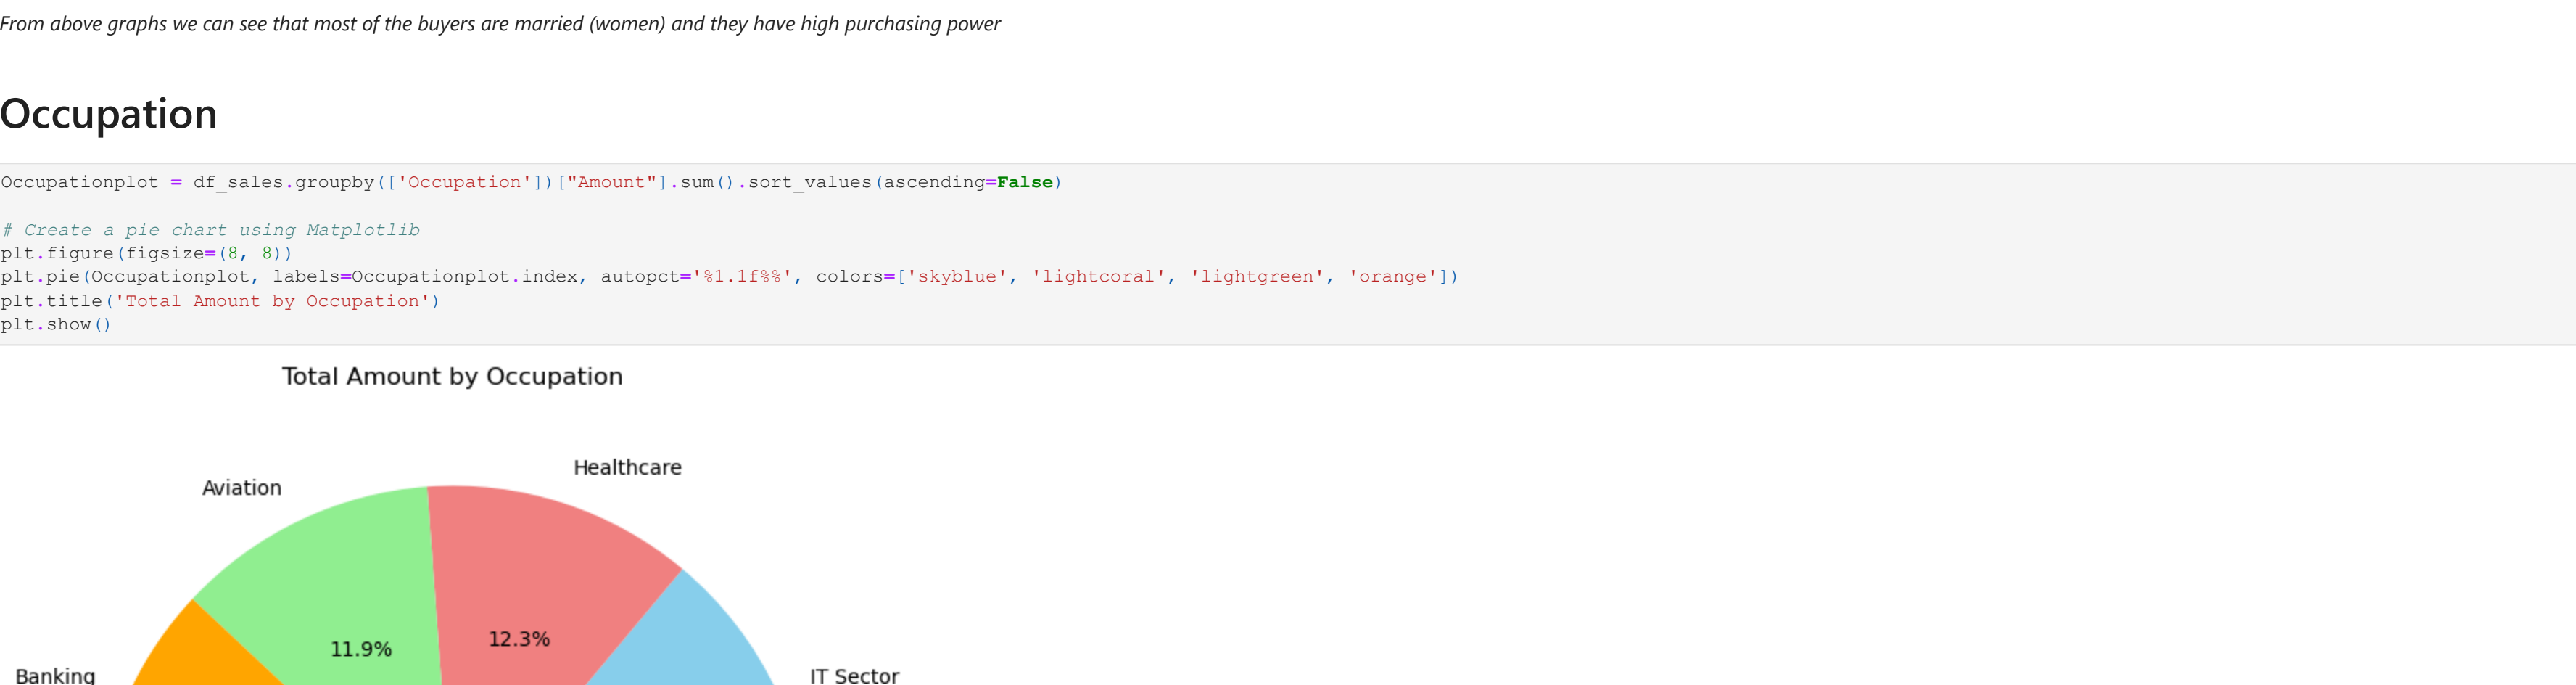 From above graphs we can see that most of the buyers are married (women) and they have high purchasing power
Occupation
Occupationplot = df_sales.groupby(['Occupation'])["Amount"].sum().sort_values(ascending=False)
# Create a pie chart using Matplotlib
plt.figure(figsize=(8, 8))
plt.pie(Occupationplot, labels=Occupationplot.index, autopct='%1.1f%%', colors=['skyblue', 'lightcoral', 'lightgreen', 'orange'])
plt.title('Total Amount by Occupation')
plt.show()
Total Amount by Occupation
Healthcare
Aviation
12.3%
11.9%
Banking
IT Sector